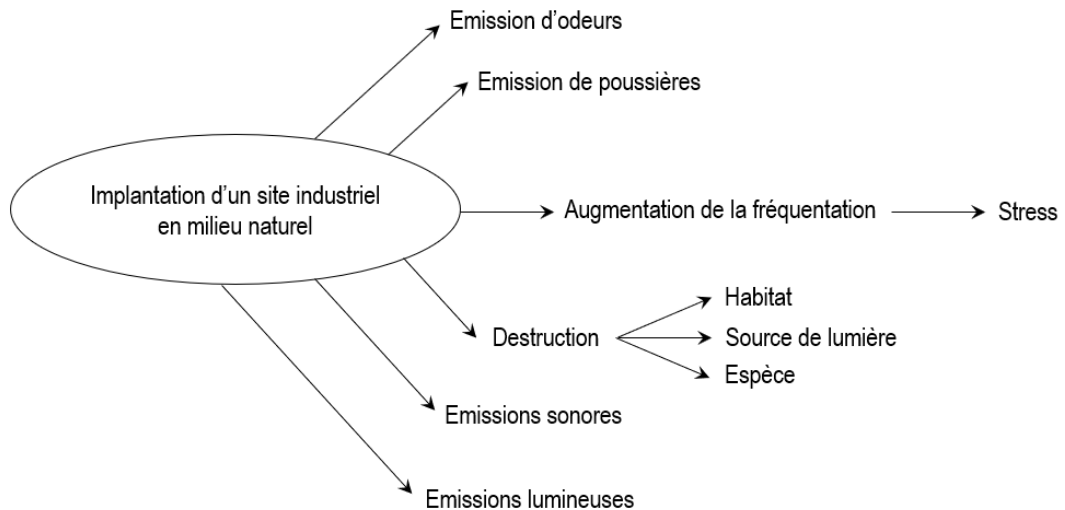 Emission d'odeurs
Emission de poussières
Implantation d'un site industriel
en milieu naturel
Augmentation de la fréquentation
Stress
Destruction
Habitat
Source de lumière
Espèce
Emissions sonores
Emissions lumineuses